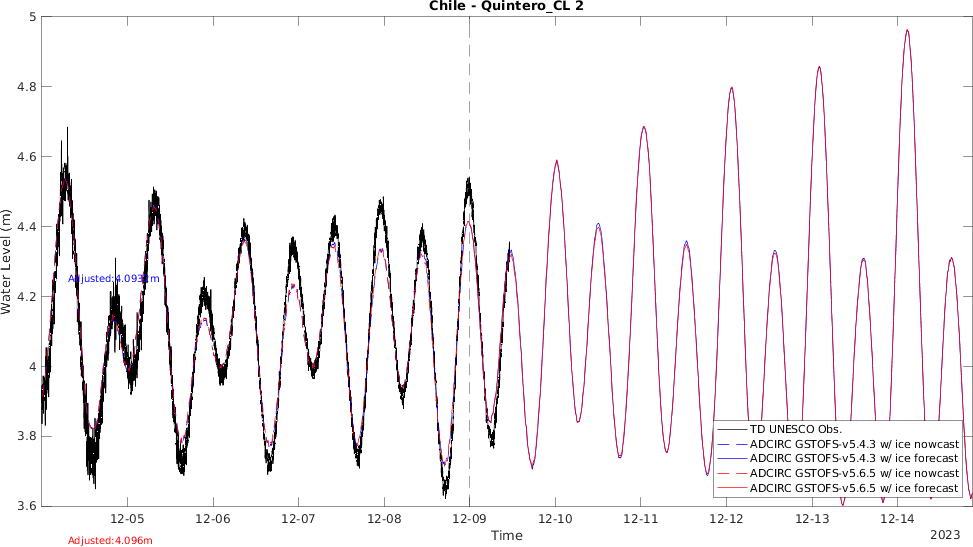 Chile - Quintero_CL 2
5
4.8
4.6
4.4
4.2
4
3.8
3.6
Water Level (m)
TD UNESCO Obs.
ADCIRC GSTOFS-v5.4.3 w/ ice nowcast
ADCIRC GSTOFS-v5.4.3 w/ ice forecast
ADCIRC GSTOFS-v5.6.5 w/ ice nowcast
ADCIRC GSTOFS-v5.6.5 w/ ice forecast
12-05 12-06 12-07 12-08 12-09 12-10 12-11 12-12 12-13 12-14
Time
2023
Adjusted:4.096m